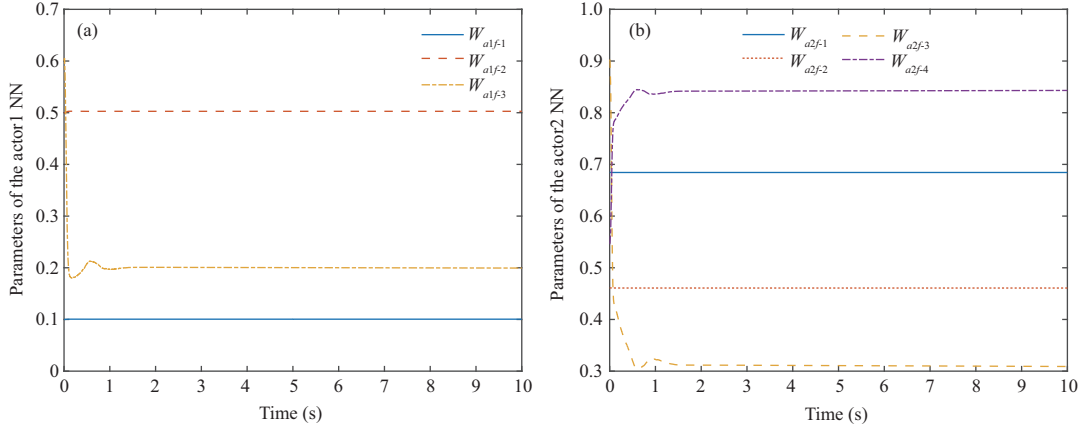 (a)
W_{a1f-1}
W_{a1f-2}
W_{a1f-3}
0.7
0.6
0.5
0.4
0.3
0.2
0.1
0
Parameters of the actor1 NN
0 1 2 3 4 5 6 7 8 9 10
Time (s)
(b)
W_{a2f-1} W_{a2f-3}
W_{a2f-2} W_{a2f-4}
1.0
0.9
0.8
0.7
0.6
0.5
0.4
0.3
Parameters of the actor2 NN
0 1 2 3 4 5 6 7 8 9 10
Time (s)